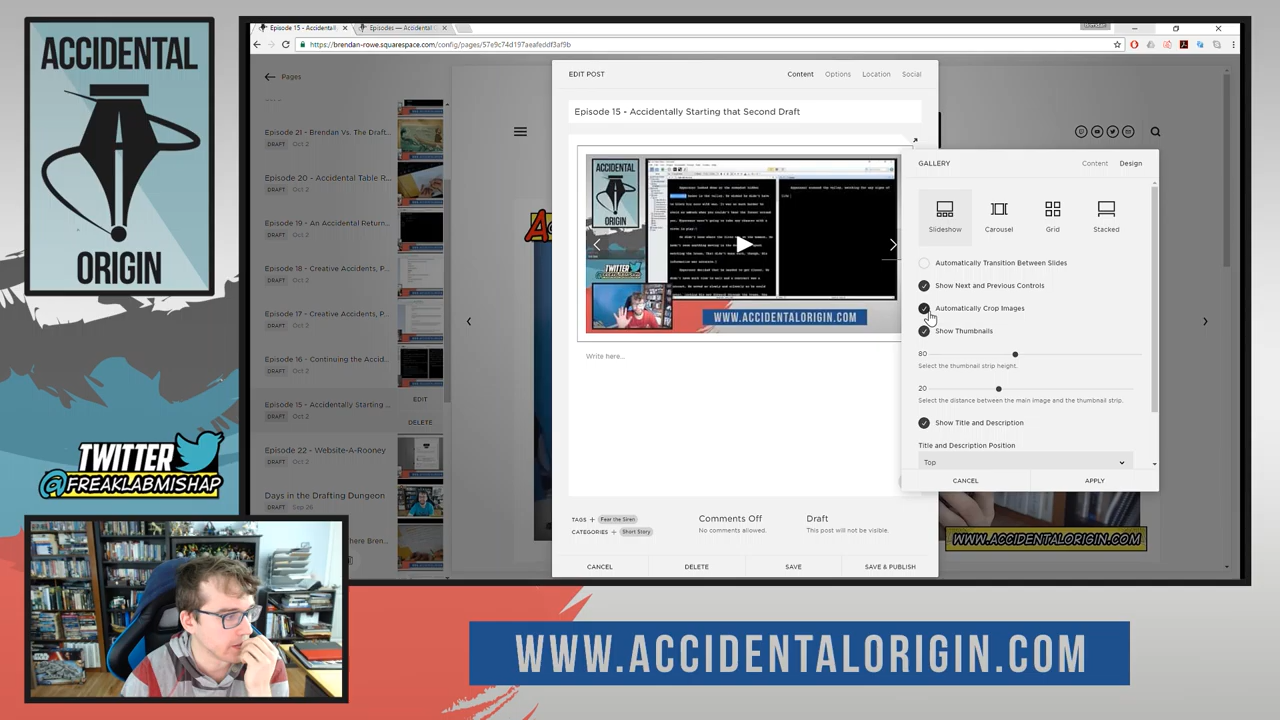 ACCIDENTAL
ORIGIN
TWITTER
@FREAKLABMISHAP
Episode 15 - Accidentall
Episodes — Accidental
https://brendan-rowe.squarespace.com/config/pages/57e9c74d197aeafeddf3af9b
Pages
Episode 21 - Brendan Vs. The Draft...
DRAFT Oct 2
Episode 20 - Accidental Table R...
DRAFT Oct 2
Episode 19 - An Accidental Return...
DRAFT Oct 2
Episode 18 - Creative Accidents, P...
DRAFT Oct 2
Episode 17 - Creative Accidents, P...
DRAFT Oct 2
Episode 16 - Continuing the Accid...
DRAFT Oct 2
Episode 15 - Accidentally Starting ...
DRAFT Oct 2
EDIT
DELETE
Episode 22 - Website-A-Rooney
DRAFT Oct 2
Days in the Drafting Dungeon
DRAFT Sep 26
here Bren...
EDIT POST
Content Options Location Social
Episode 15 - Accidentally Starting that Second Draft
ACCIDENTAL
ORIGIN
TWITTER
WWW.ACCIDENTALORIGIN.COM
Write here...
TAGS + Fear the Siren
CATEGORIES + Short Story
Comments Off
No comments allowed.
Draft
This post will not be visible.
CANCEL DELETE SAVE SAVE & PUBLISH
GALLERY
Content Design
Slideshow Carousel Grid Stacked
Automatically Transition Between Slides
Show Next and Previous Controls
Automatically Crop Images
Show Thumbnails
80
Select the thumbnail strip height.
20
Select the distance between the main image and the thumbnail strip.
Show Title and Description
Title and Description Position
Top
CANCEL APPLY
WWW.ACCIDENTALORIGIN.COM
WWW.ACCIDENTALORIGIN.COM